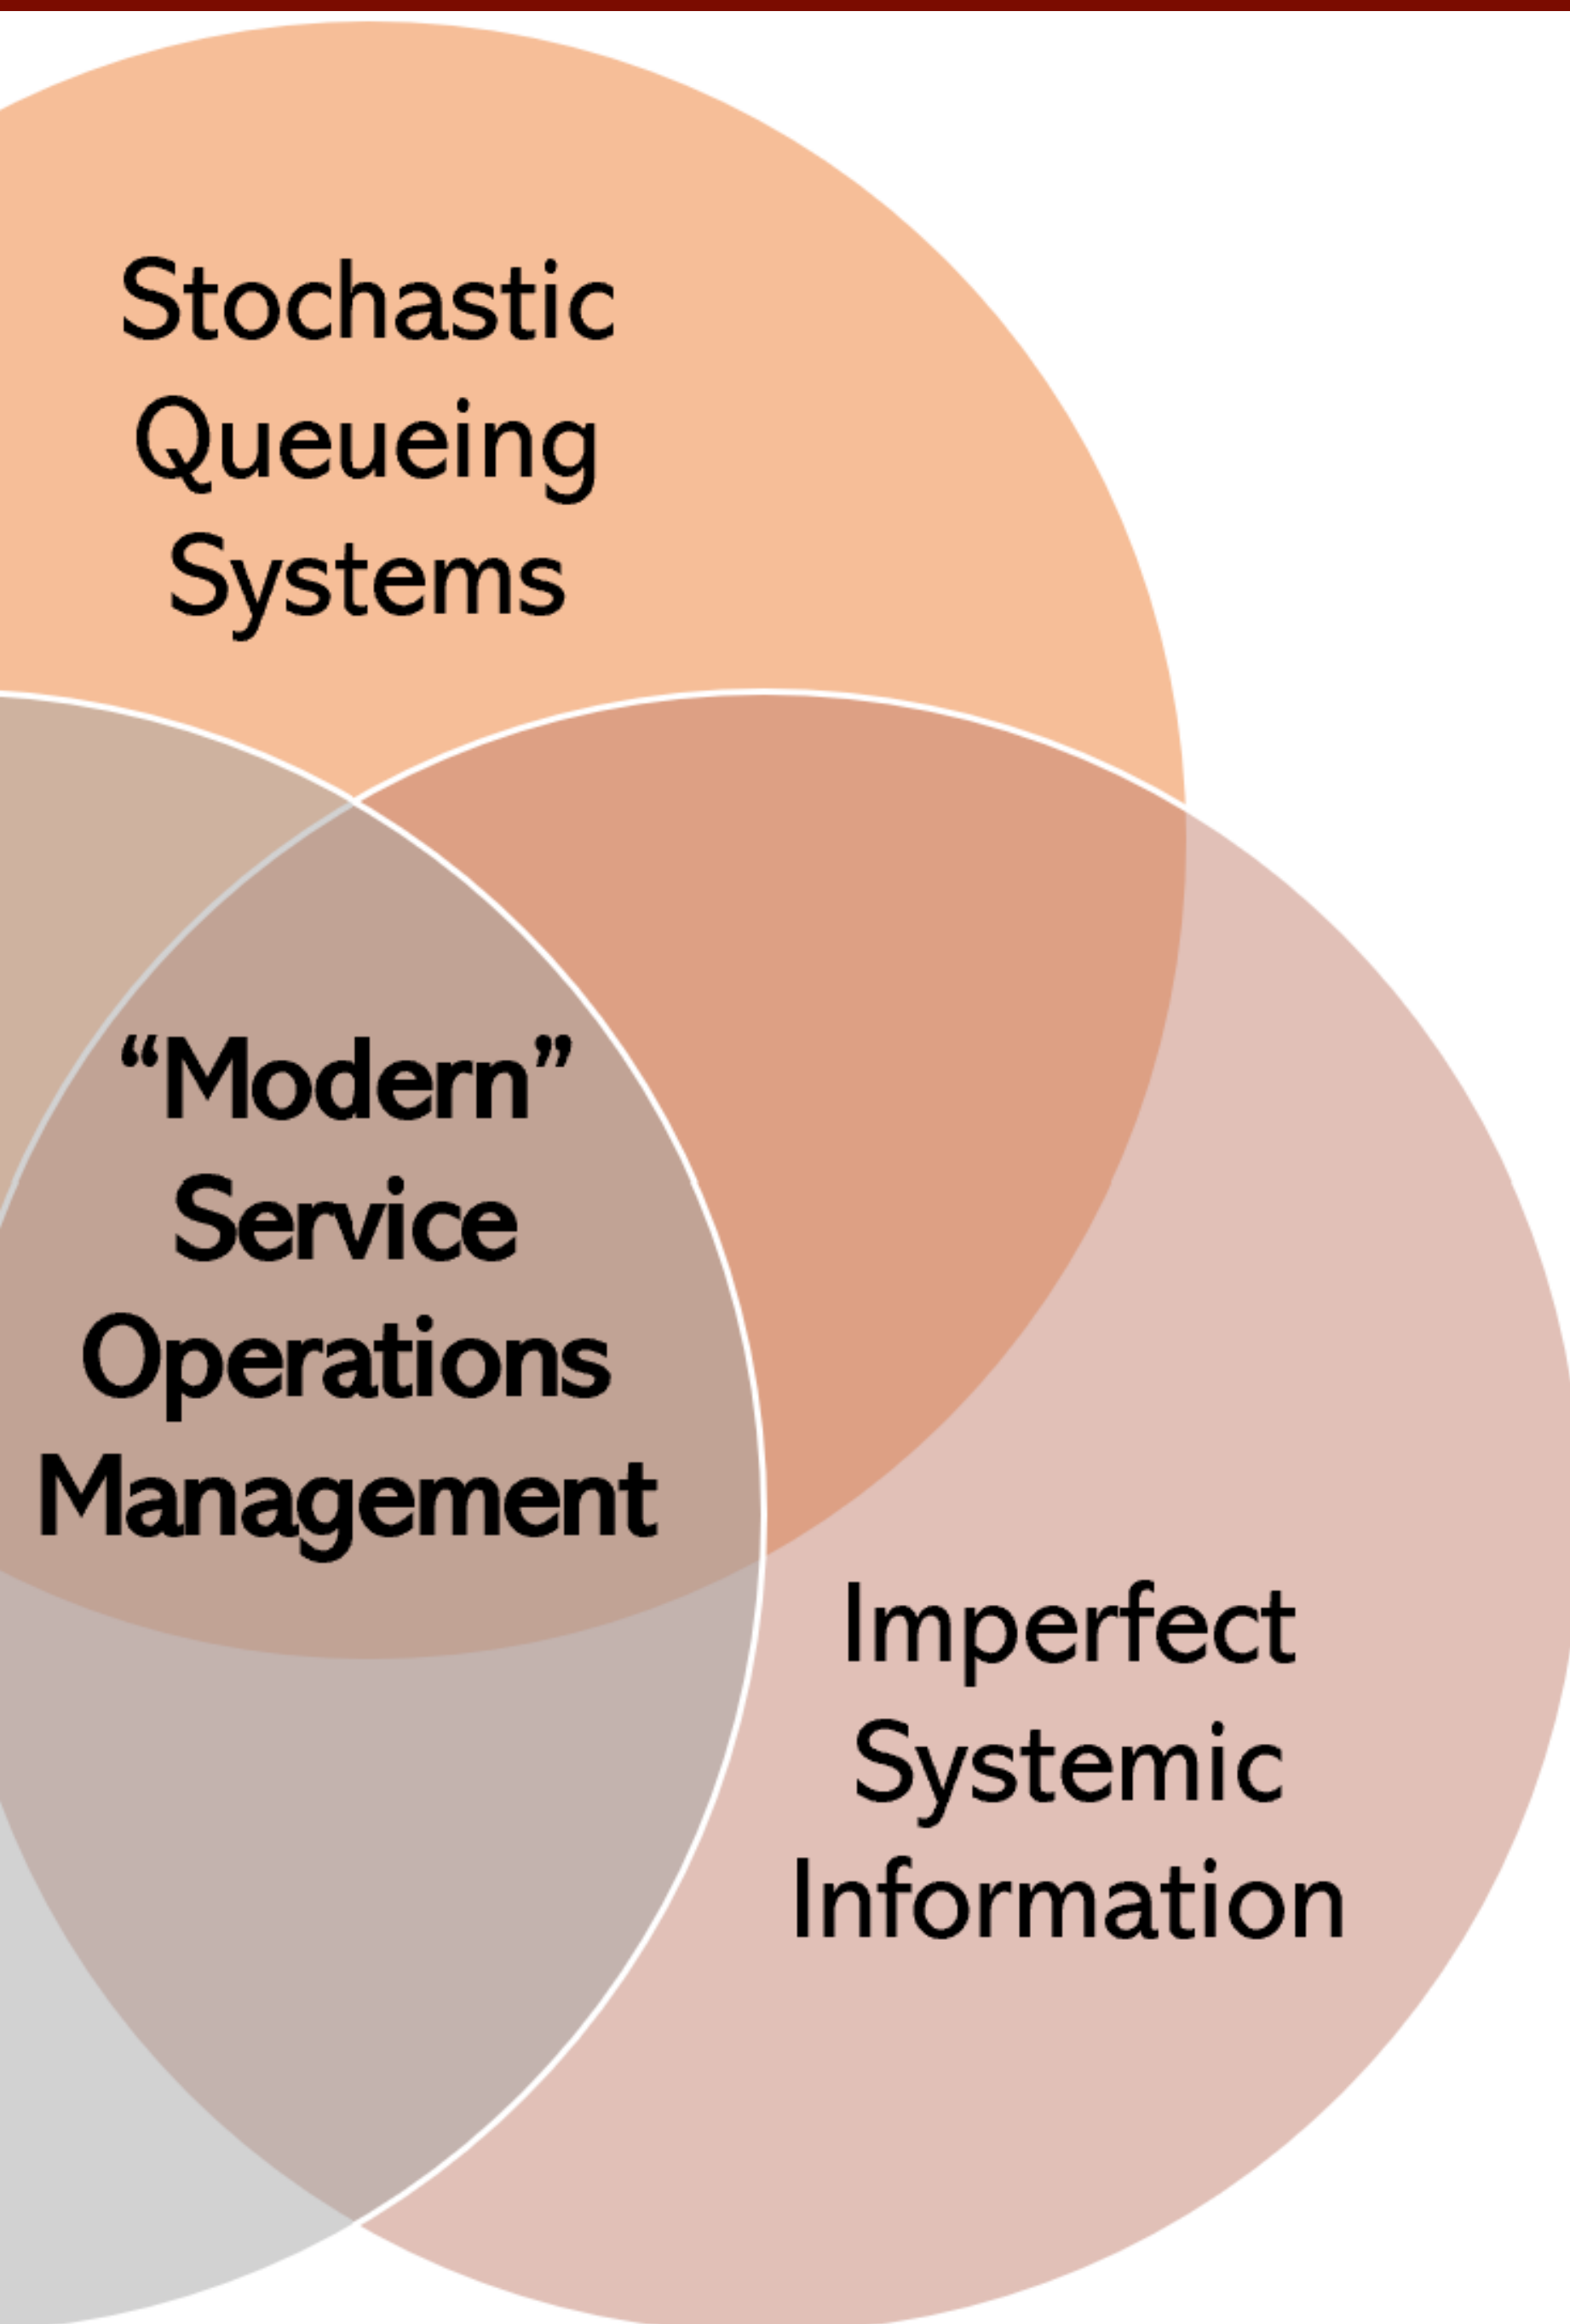 Stochastic
Queueing
Systems
“Modern”
Service
Operations
Management
Imperfect
Systemic
Information